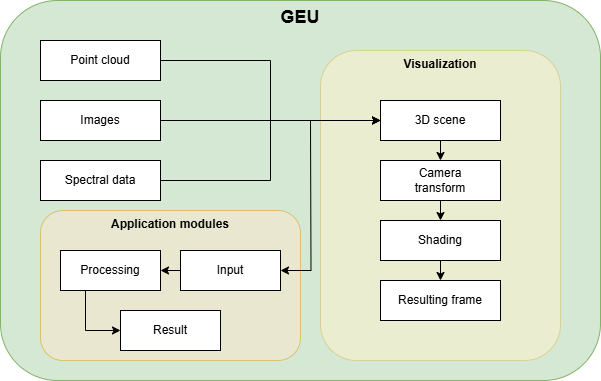 GEU
Point cloud
Images
Spectral data
Visualization
3D scene
Camera
transform
Shading
Resulting frame
Application modules
Processing
Input
Result